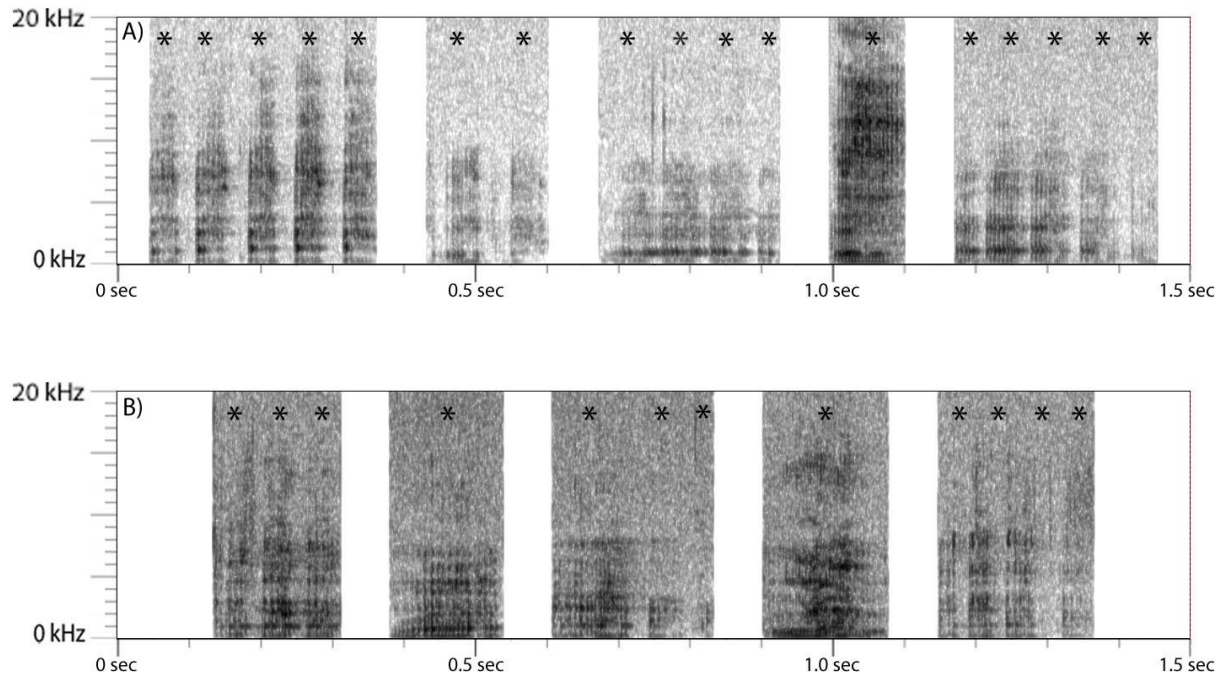 20 kHz A) * * * * * * * * * * * * * * * * *
0 kHz
0 sec 0.5 sec 1.0 sec 1.5 sec
20 kHz B) * * * * * * * * * * * *
0 kHz
0 sec 0.5 sec 1.0 sec 1.5 sec